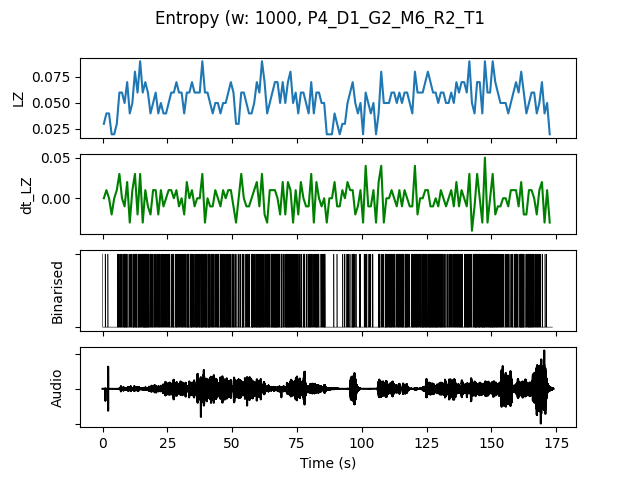 Entropy (w: 1000, P4_D1_G2_M6_R2_T1
LZ
0.075
0.050
0.025
dt_LZ
0.05
0.00
Binarised
Audio
0 25 50 75 100 125 150 175
Time (s)